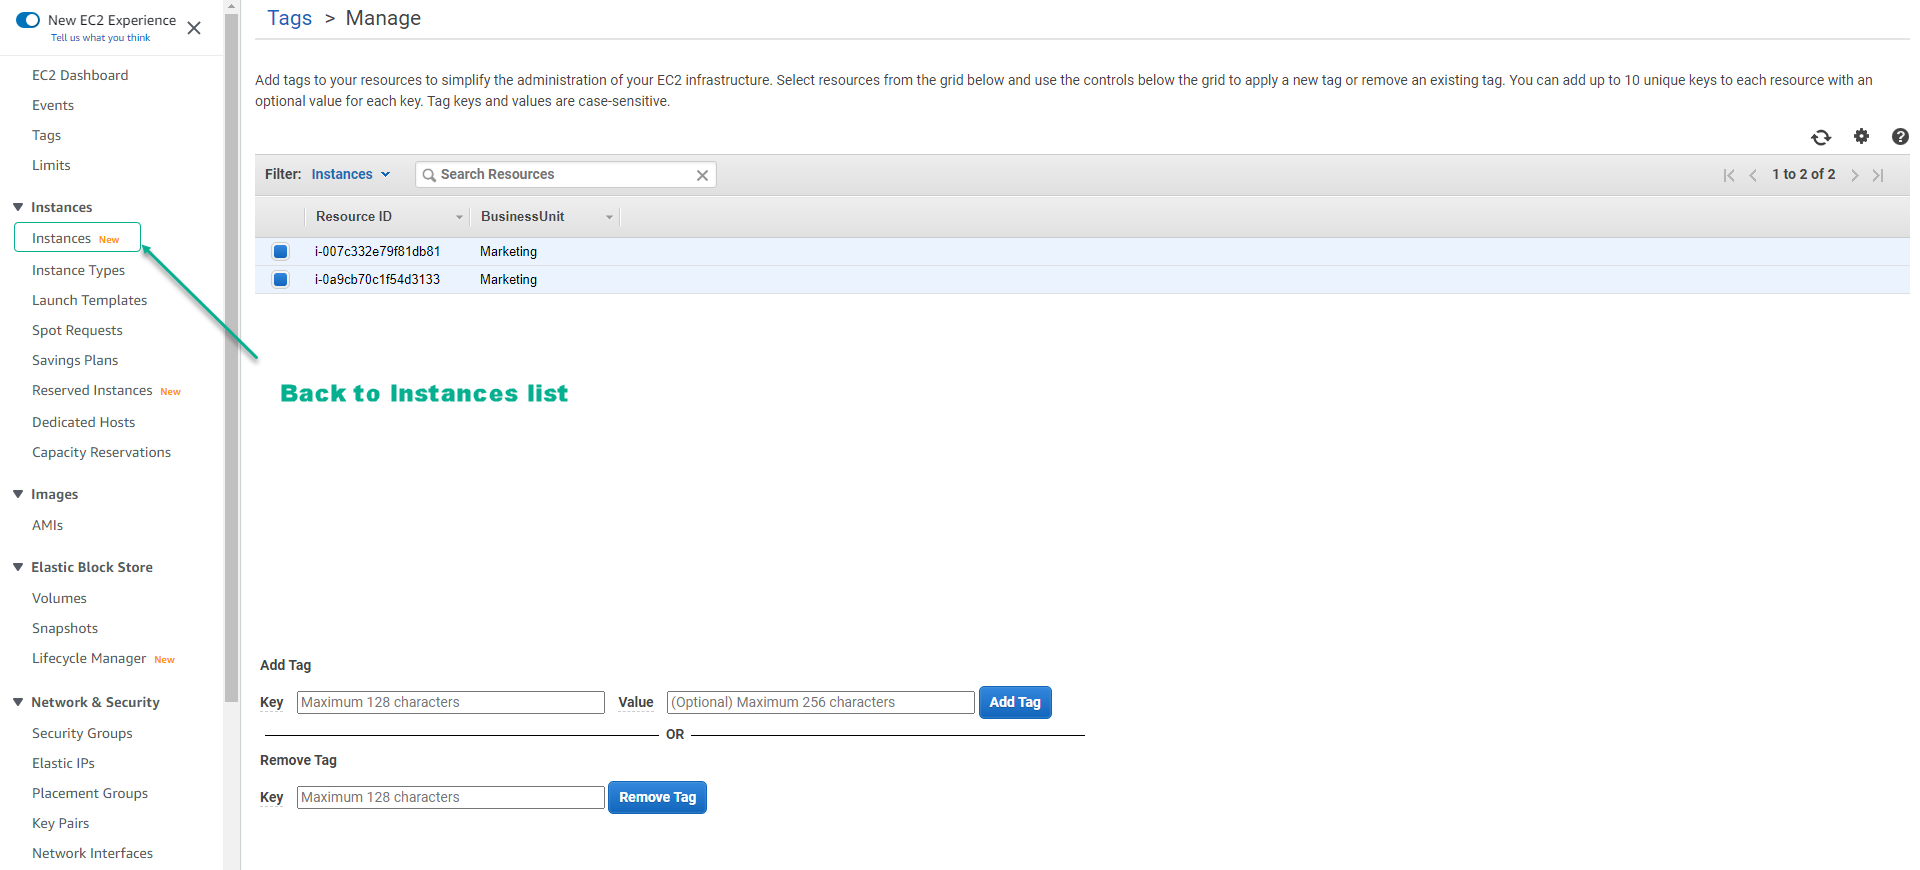 New EC2 Experience
Tell us what you think
EC2 Dashboard
Events
Tags
Limits
Instances
Instances New
Instance Types
Launch Templates
Spot Requests
Savings Plans
Reserved Instances New
Dedicated Hosts
Capacity Reservations
Images
AMIs
Elastic Block Store
Volumes
Snapshots
Lifecycle Manager New
Network & Security
Security Groups
Elastic IPs
Placement Groups
Key Pairs
Network Interfaces
Tags > Manage
Add tags to your resources to simplify the administration of your EC2 infrastructure. Select resources from the grid below and use the controls below the grid to apply a new tag or remove an existing tag. You can add up to 10 unique keys to each resource with an
optional value for each key. Tag keys and values are case-sensitive.
Filter: Instances Search Resources 1 to 2 of 2
Resource ID BusinessUnit
i-007c332e79f81db81 Marketing
i-0a9cb70c1f54d3133 Marketing
Back to Instances list
Add Tag
Key Maximum 128 characters Value (Optional) Maximum 256 characters Add Tag
OR
Remove Tag
Key Maximum 128 characters Remove Tag